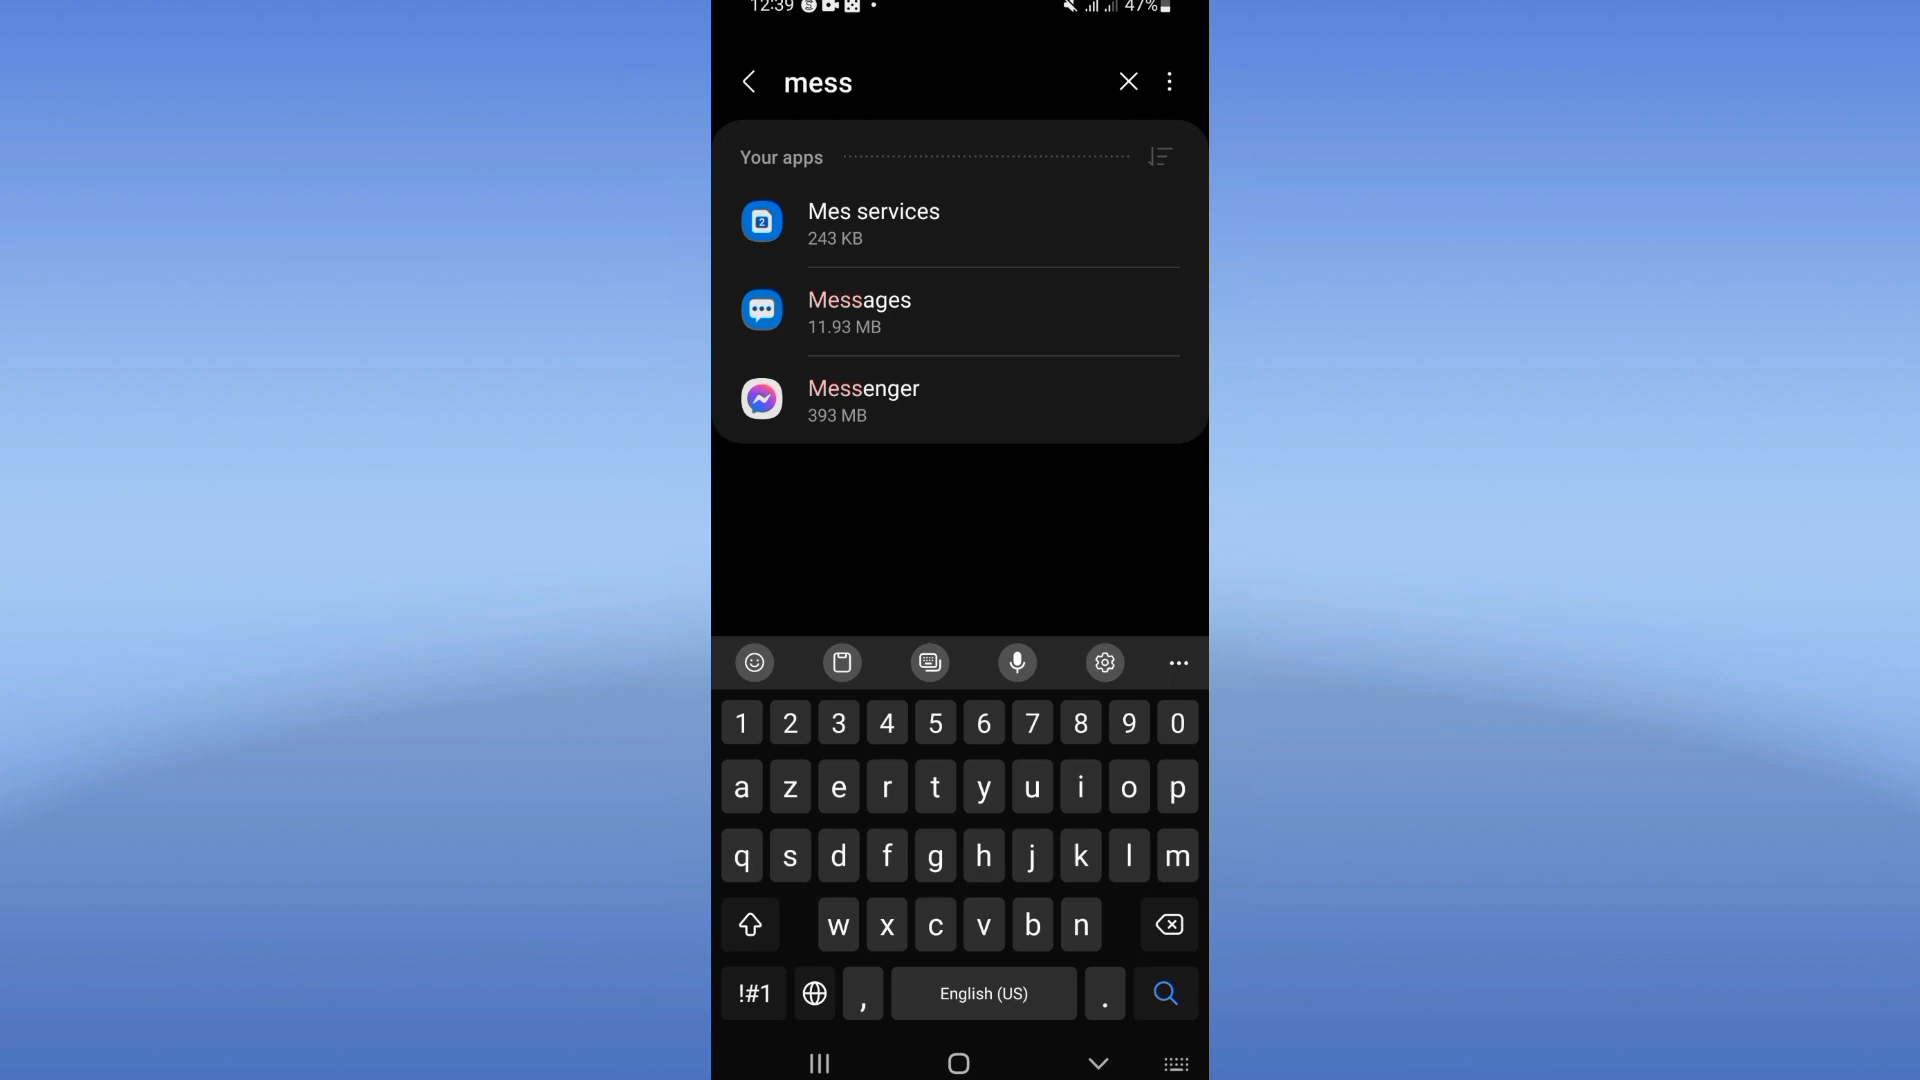 12:39 47%
mess
Your apps
2
Mes services
243 KB
Messages
11.93 MB
Messenger
393 MB
1 2 3 4 5 6 7 8 9 0
a z e r t y u i o p
q s d f g h j k l m
w x c v b n
!#1 , English (US) .